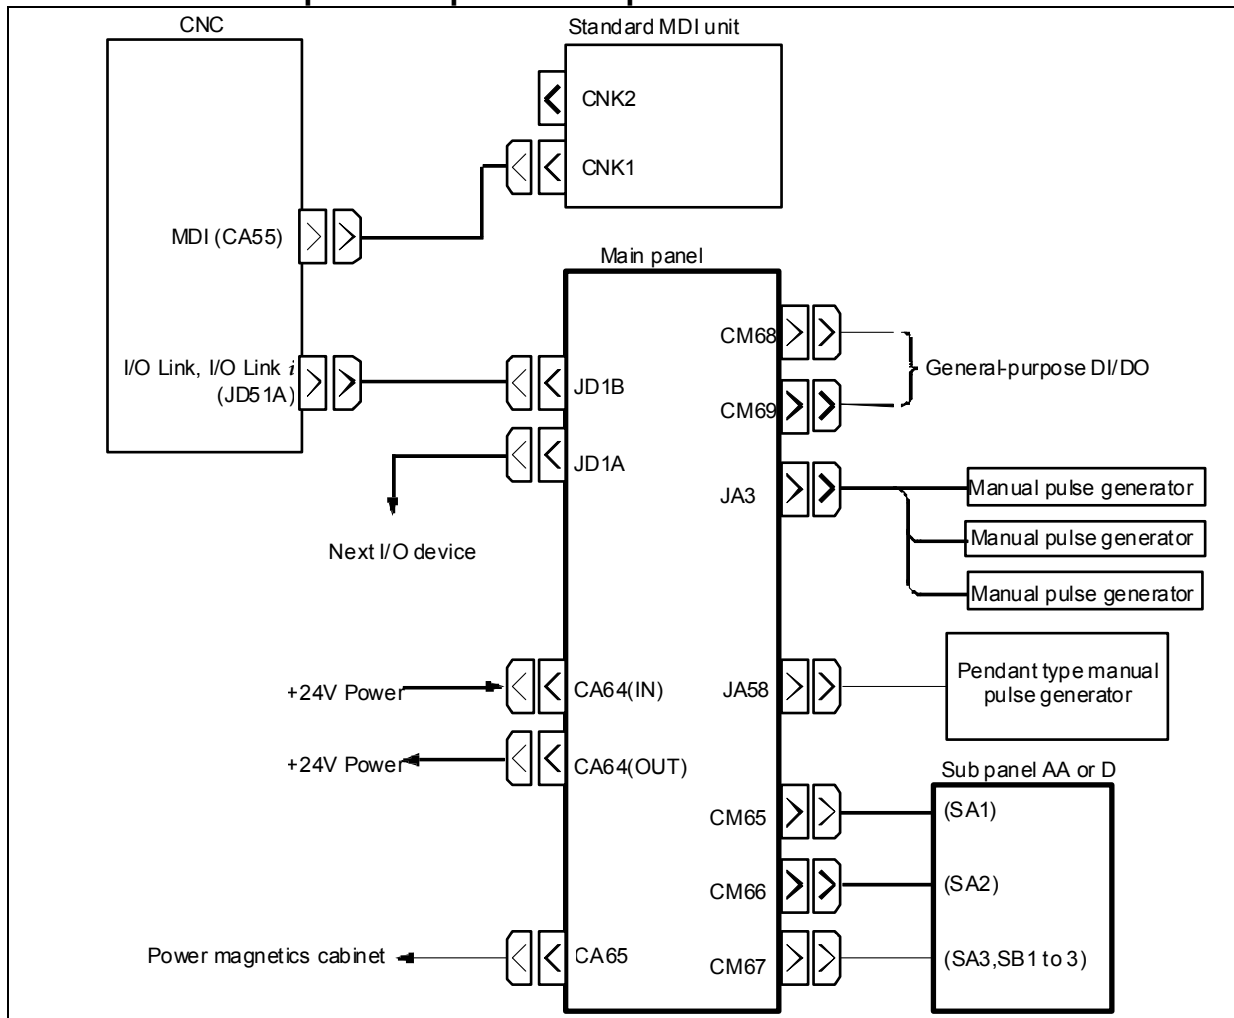 CNC
Standard MDI unit
CNK2
CNK1
MDI (CA55)
Main panel
CM68
I/O Link, I/O Link i
(JD51A)
General-purpose DI/DO
JD1B
CM69
JD1A
JA3
Manual pulse generator
Manual pulse generator
Manual pulse generator
Next I/O device
Pendant type manual
pulse generator
+24V Power
CA64(IN)
JA58
+24V Power
CA64(OUT)
Sub panel AA or D
CM65
(SA1)
CM66
(SA2)
Power magnetics cabinet
CA65
CM67
(SA3,SB1 to 3)